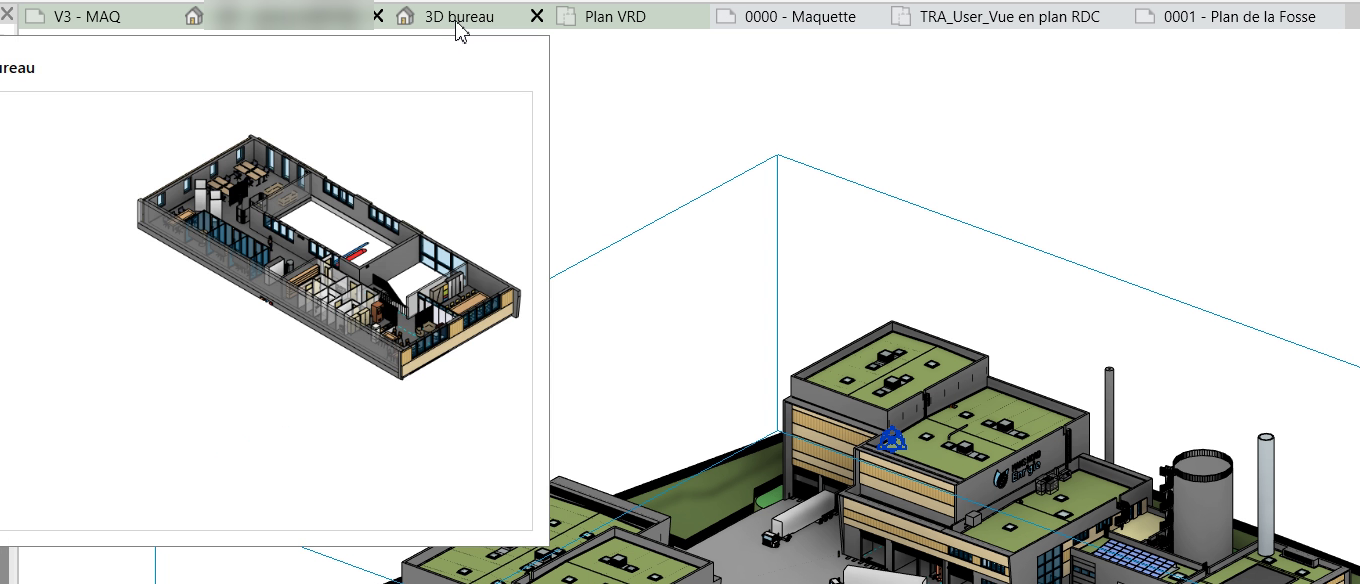 V3 - MAQ
3D bureau
Plan VRD
0000 - Maquette
TRA_User_Vue en plan RDC
0001 - Plan de la Fosse
ureau